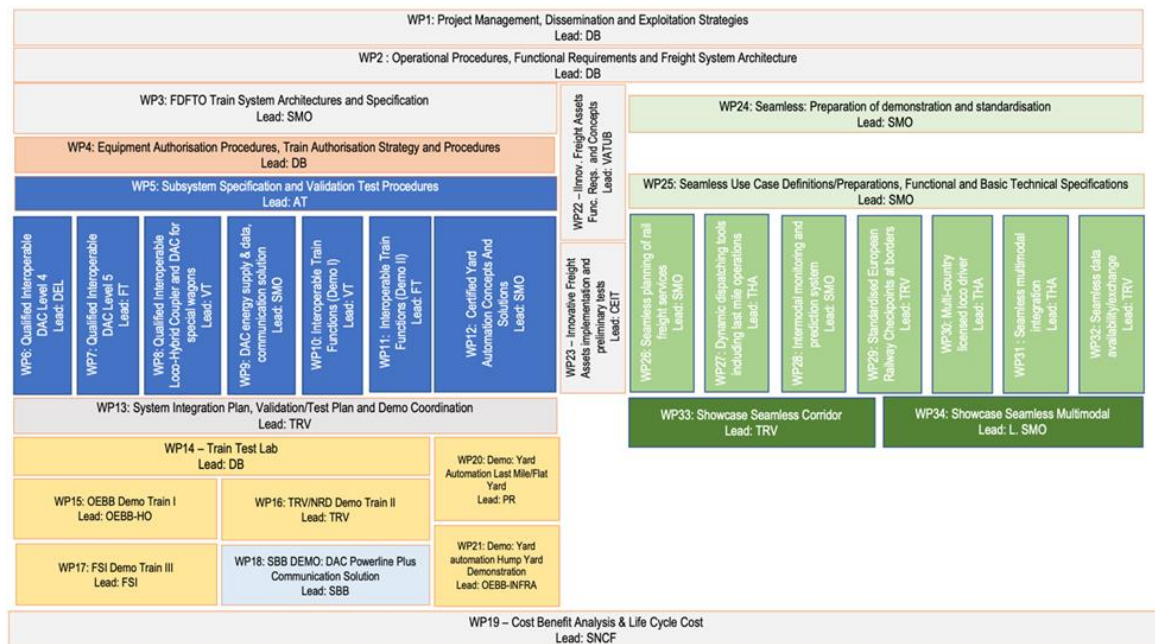 WP1: Project Management, Dissemination and Exploitation Strategies
Lead: DB
WP2 : Operational Procedures, Functional Requirements and Freight System Architecture
Lead: DB
WP3: FDFTO Train System Architectures and Specification
Lead: SMO
WP4: Equipment Authorisation Procedures, Train Authorisation Strategy and Procedures
Lead: DB
WP5: Subsystem Specification and Validation Test Procedures
Lead: AT
WP6: Qualified Interoperable
DAC Level 4
Lead: DEL
WP7: Qualified Interoperable
DAC Level 5
Lead: FT
WP8: Qualified Interoperable
Loco-Hybrid Coupler and DAC for
special wagons
Lead: VT
WP9: DAC energy supply & data,
communication solution
Lead: SMO
WP10: Interoperable Train
Functions (Demo I)
Lead: VT
WP11: Interoperable Train
Functions (Demo II)
Lead: FT
WP12: Certified Yard
Automation Concepts And
Solutions
Lead: SMO
WP22 – IInnov. Freight Assets
Func. Reqs. and Concepts
Lead: VATUB
WP23 – Innovative Freight
Assets implementation and
preliminary tests
Lead: CEIT
WP24: Seamless: Preparation of demonstration and standardisation
Lead: SMO
WP25: Seamless Use Case Definitions/Preparations, Functional and Basic Technical Specifications
Lead: SMO
WP26: Seamless planning of rail
freight services
Lead: SMO
WP27: Dynamic dispatching tools
including last mile operations
Lead: THA
WP28: Intermodal monitoring and
prediction system
Lead: SMO
WP29: Standardised European
Railway Checkpoints at borders
Lead: TRV
WP30: Multi-country
licensed loco driver
Lead: THA
WP31 : Seamless multimodal
integration
Lead: THA
WP32: Seamless data
availability/exchange
Lead: TRV
WP33: Showcase Seamless Corridor
Lead: TRV
WP34: Showcase Seamless Multimodal
Lead: L. SMO
WP13: System Integration Plan, Validation/Test Plan and Demo Coordination
Lead: TRV
WP14 – Train Test Lab
Lead: DB
WP15: OEBB Demo Train I
Lead: OEBB-HO
WP16: TRV/NRD Demo Train II
Lead: TRV
WP17: FSI Demo Train III
Lead: FSI
WP18: SBB DEMO: DAC Powerline Plus
Communication Solution
Lead: SBB
WP20: Demo: Yard
Automation Last Mile/Flat
Yard
Lead: PR
WP21: Demo: Yard
automation Hump Yard
Demonstration
Lead: OEBB-INFRA
WP19 – Cost Benefit Analysis & Life Cycle Cost
Lead: SNCF